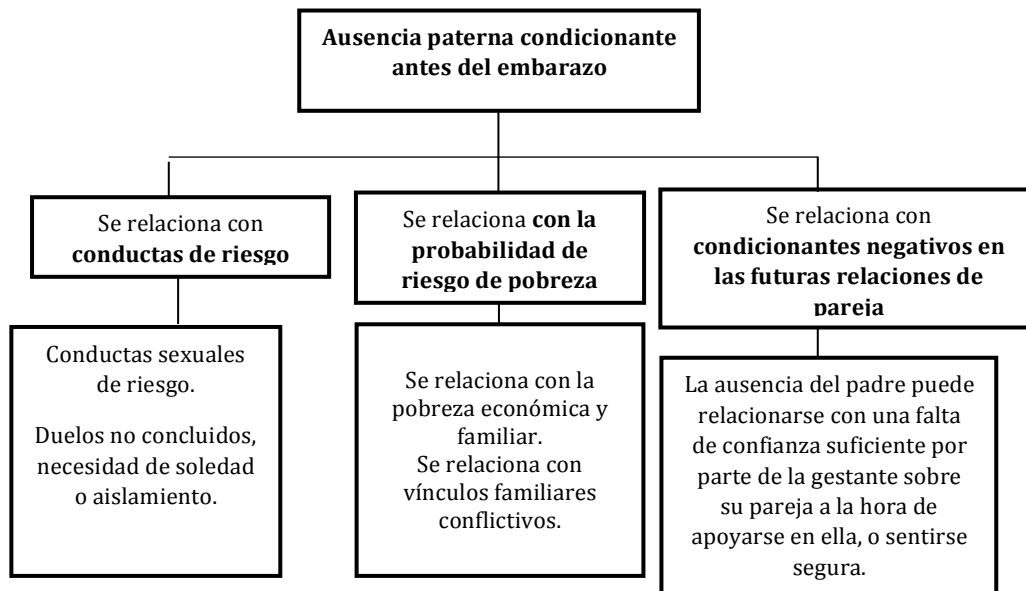 Ausencia paterna condicionante
antes del embarazo
Se relaciona con
conductas de riesgo
Se relaciona con la
probabilidad de
riesgo de pobreza
Se relaciona con
condicionantes negativos en
las futuras relaciones de
pareja
Conductas sexuales
de riesgo.
Duelos no concluidos,
necesidad de soledad
o aislamiento.
Se relaciona con la
pobreza económica y
familiar.
Se relaciona con
vínculos familiares
conflictivos.
La ausencia del padre puede
relacionarse con una falta
de confianza suficiente por
parte de la gestante sobre
su pareja a la hora de
apoyarse en ella, o sentirse
segura.